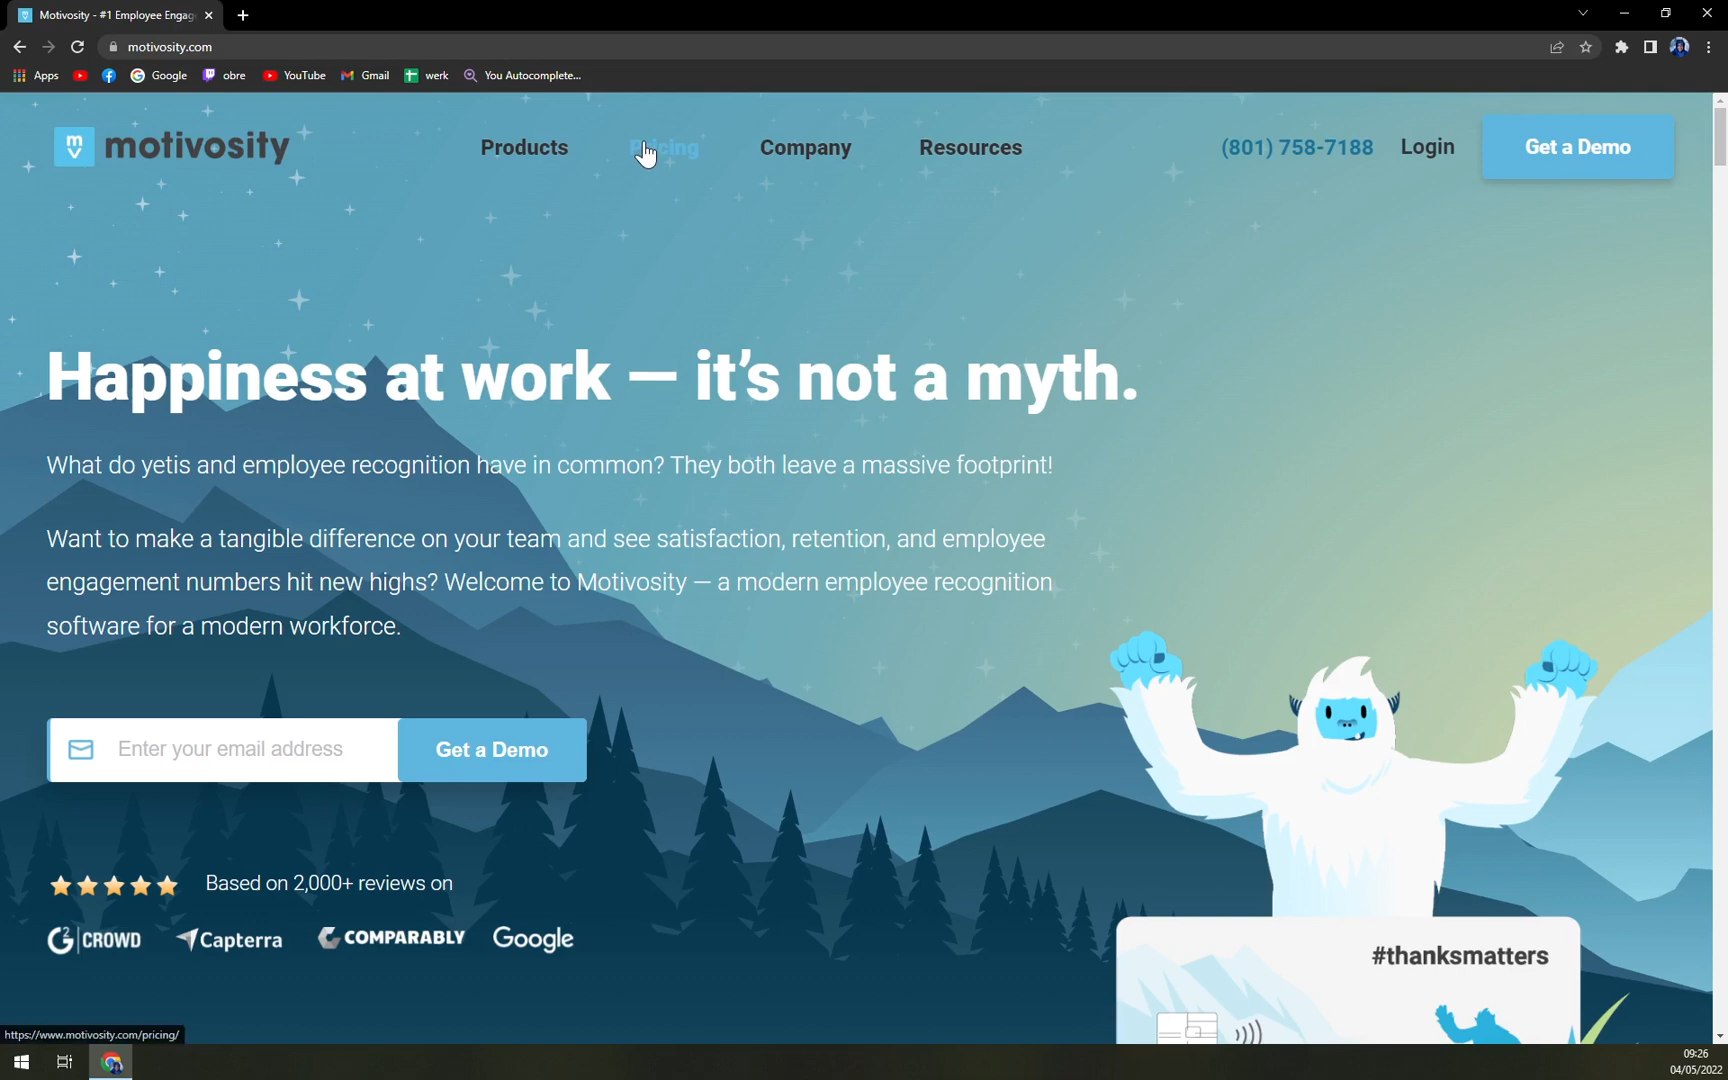 Motivosity - #1 Employee Engag
motivosity.com
Apps
Google
obre
YouTube
Gmail
werk
You Autocomplete...
mv motivosity
Products
Company
Resources
(801) 758-7188
Login
Get a Demo
Happiness at work — it's not a myth.
What do yetis and employee recognition have in common? They both leave a massive footprint!
Want to make a tangible difference on your team and see satisfaction, retention, and employee
engagement numbers hit new highs? Welcome to Motivosity — a modern employee recognition
software for a modern workforce.
Enter your email address
Get a Demo
Based on 2,000+ reviews on
G2 | CROWD
Capterra
COMPARABLY
Google
#thanksmatters
https://www.motivosity.com/pricing/
09:26
04/05/2022